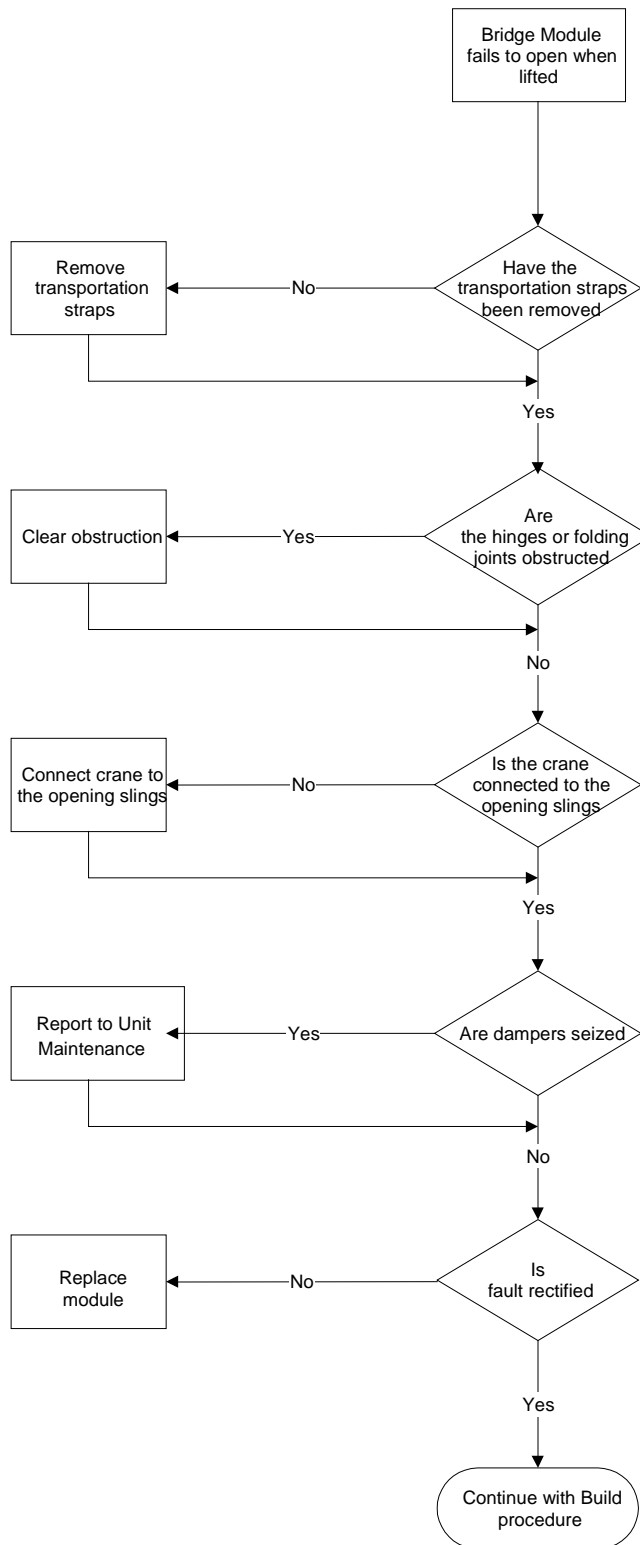 Bridge Module
fails to open when
lifted
Have the
transportation straps
been removed
No
Remove
transportation
straps
Yes
Are
the hinges or folding
joints obstructed
Yes
Clear obstruction
No
Is the crane
connected to the
opening slings
No
Connect crane to
the opening slings
Yes
Are dampers seized
Yes
Report to Unit
Maintenance
No
Is
fault rectified
No
Replace
module
Yes
Continue with Build
procedure